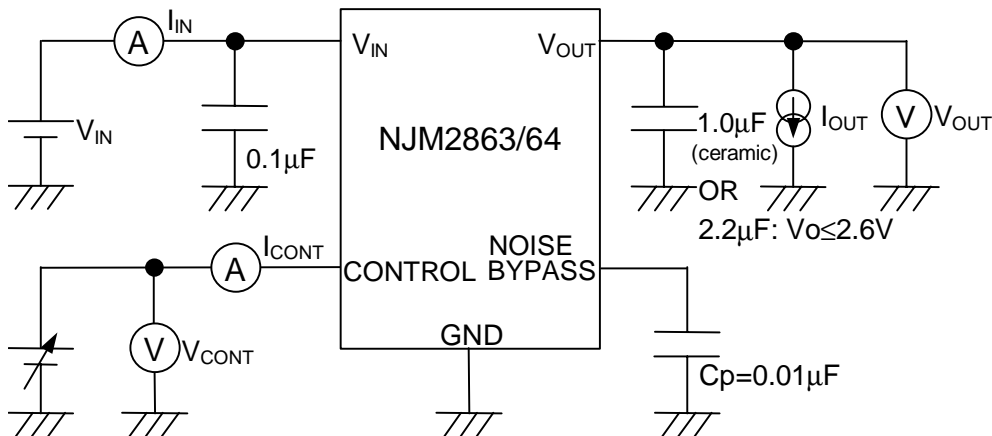 A
I_IN
V_IN
0.1μF
V_IN
V_OUT
NJM2863/64
1.0μF
(ceramic)
OR
2.2μF: Vo≤2.6V
I_OUT
V
V_OUT
I_CONT
A
V
V_CONT
CONTROL
NOISE
BYPASS
GND
Cp=0.01μF